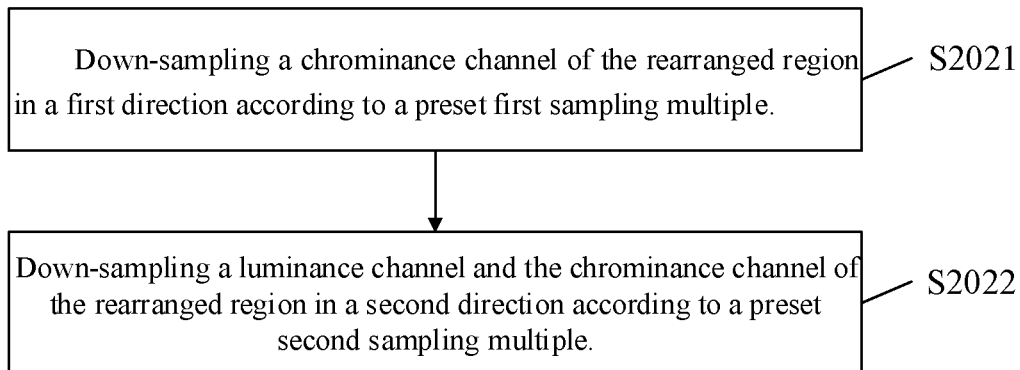 Down-sampling a chrominance channel of the rearranged region
in a first direction according to a preset first sampling multiple.
S2021
Down-sampling a luminance channel and the chrominance channel of
the rearranged region in a second direction according to a preset
second sampling multiple.
S2022